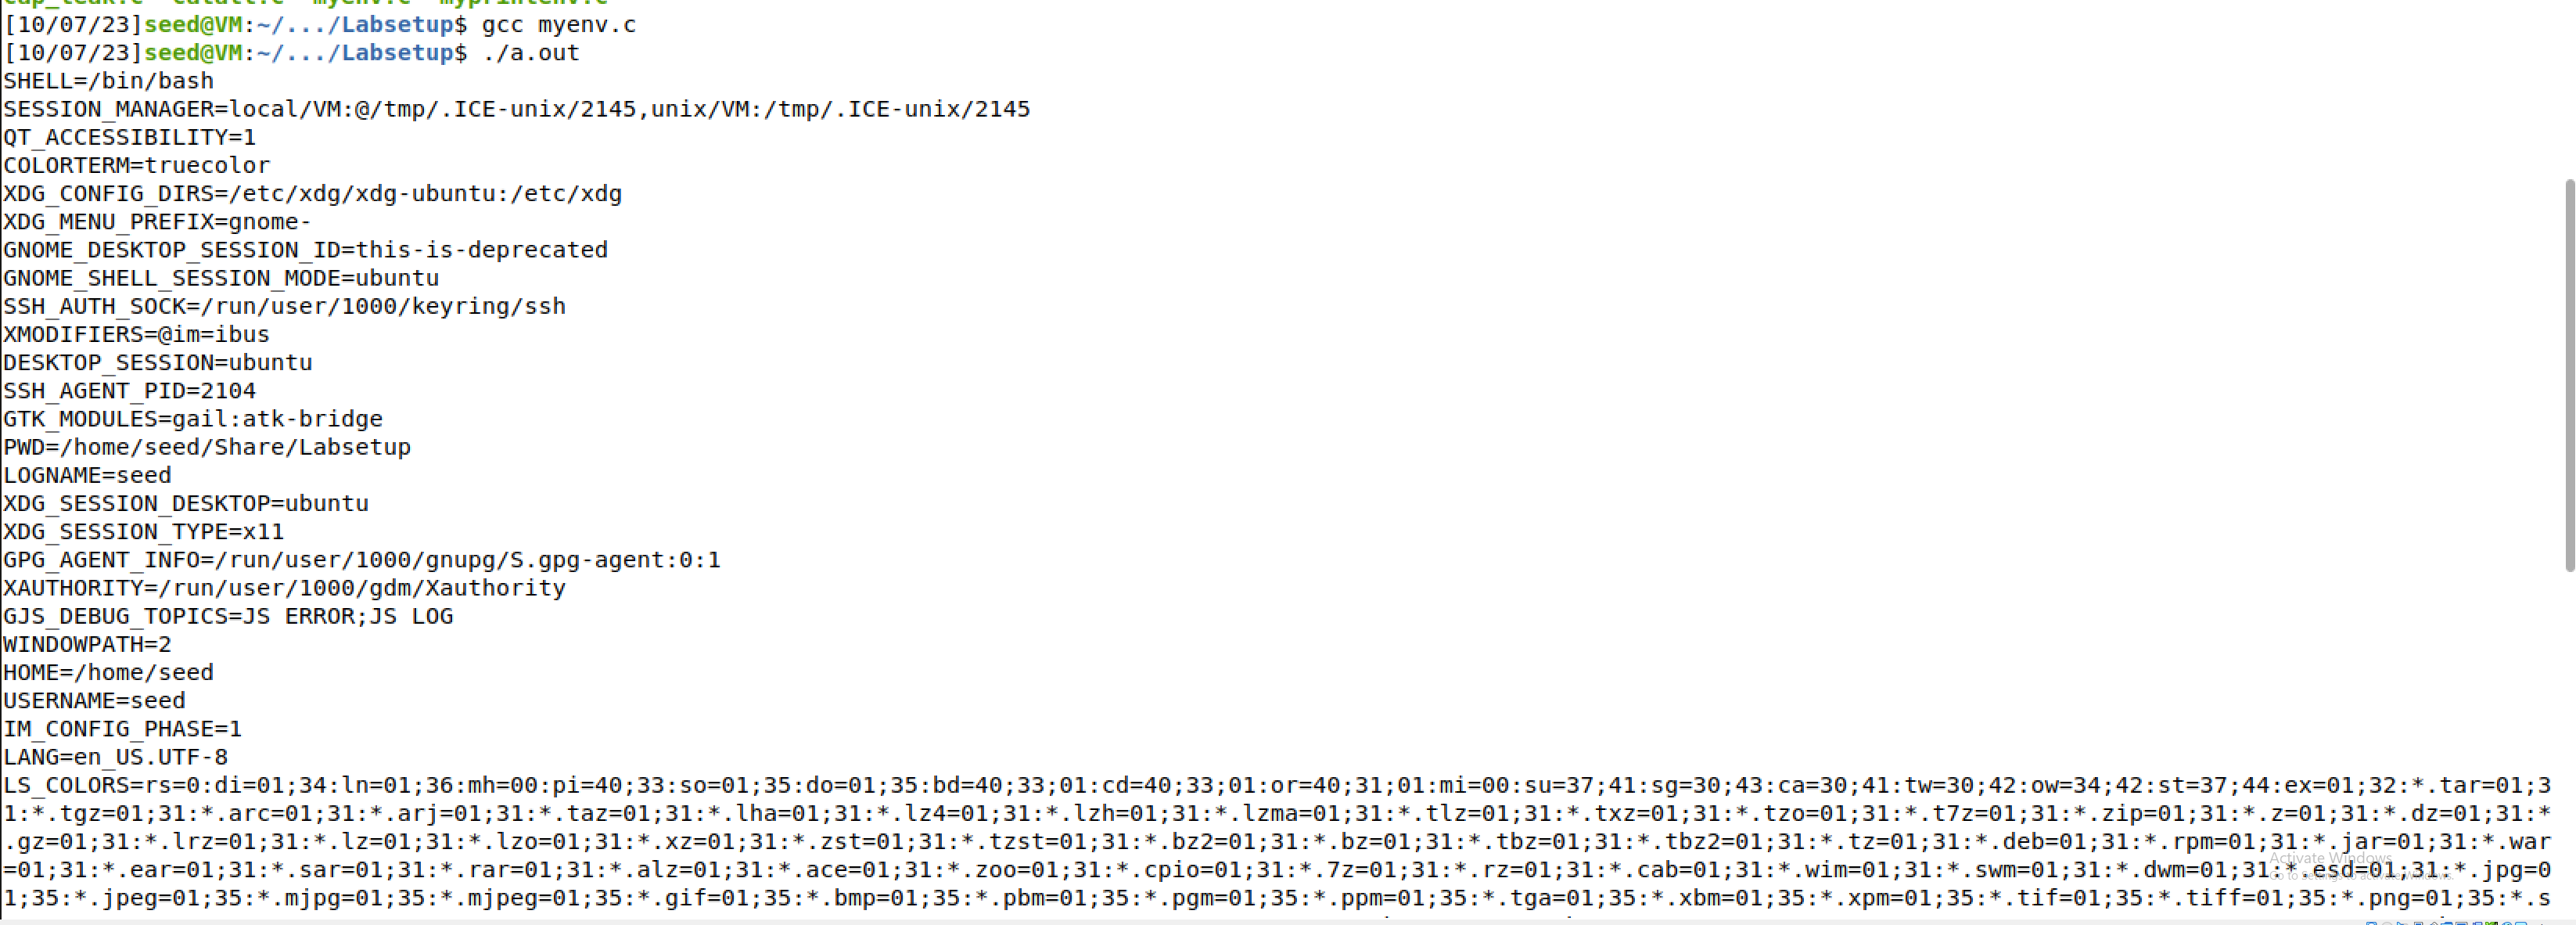 cap_leak.c catall.c myenv.c myprintenv.c
[10/07/23]seed@VM:~/.../Labsetup$ gcc myenv.c
[10/07/23]seed@VM:~/.../Labsetup$ ./a.out
SHELL=/bin/bash
SESSION_MANAGER=local/VM:@/tmp/.ICE-unix/2145,unix/VM:/tmp/.ICE-unix/2145
QT_ACCESSIBILITY=1
COLORTERM=truecolor
XDG_CONFIG_DIRS=/etc/xdg/xdg-ubuntu:/etc/xdg
XDG_MENU_PREFIX=gnome-
GNOME_DESKTOP_SESSION_ID=this-is-deprecated
GNOME_SHELL_SESSION_MODE=ubuntu
SSH_AUTH_SOCK=/run/user/1000/keyring/ssh
XMODIFIERS=@im=ibus
DESKTOP_SESSION=ubuntu
SSH_AGENT_PID=2104
GTK_MODULES=gail:atk-bridge
PWD=/home/seed/Share/Labsetup
LOGNAME=seed
XDG_SESSION_DESKTOP=ubuntu
XDG_SESSION_TYPE=x11
GPG_AGENT_INFO=/run/user/1000/gnupg/S.gpg-agent:0:1
XAUTHORITY=/run/user/1000/gdm/Xauthority
GJS_DEBUG_TOPICS=JS ERROR;JS LOG
WINDOWPATH=2
HOME=/home/seed
USERNAME=seed
IM_CONFIG_PHASE=1
LANG=en_US.UTF-8
LS_COLORS=rs=0:di=01;34:ln=01;36:mh=00:pi=40;33:so=01;35:do=01;35:bd=40;33;01:cd=40;33;01:or=40;31;01:mi=00:su=37;41:sg=30;43:ca=30;41:tw=30;42:ow=34;42:st=37;44:ex=01;32:*.tar=01;3
1:*.tgz=01;31:*.arc=01;31:*.arj=01;31:*.taz=01;31:*.lha=01;31:*.lz4=01;31:*.lzh=01;31:*.lzma=01;31:*.tlz=01;31:*.txz=01;31:*.tzo=01;31:*.t7z=01;31:*.zip=01;31:*.z=01;31:*.dz=01;31:*
.gz=01;31:*.lrz=01;31:*.lz=01;31:*.lzo=01;31:*.xz=01;31:*.zst=01;31:*.tzst=01;31:*.bz2=01;31:*.bz=01;31:*.tbz=01;31:*.tbz2=01;31:*.tz=01;31:*.deb=01;31:*.rpm=01;31:*.jar=01;31:*.war
=01;31:*.ear=01;31:*.sar=01;31:*.rar=01;31:*.alz=01;31:*.ace=01;31:*.zoo=01;31:*.cpio=01;31:*.7z=01;31:*.rz=01;31:*.cab=01;31:*.wim=01;31:*.swm=01;31:*.dwm=01;31:*.esd=01;31:*.jpg=0
1;35:*.jpeg=01;35:*.mjpg=01;35:*.mjpeg=01;35:*.gif=01;35:*.bmp=01;35:*.pbm=01;35:*.pgm=01;35:*.ppm=01;35:*.tga=01;35:*.xbm=01;35:*.xpm=01;35:*.tif=01;35:*.tiff=01;35:*.png=01;35:*.s
Activate Windows